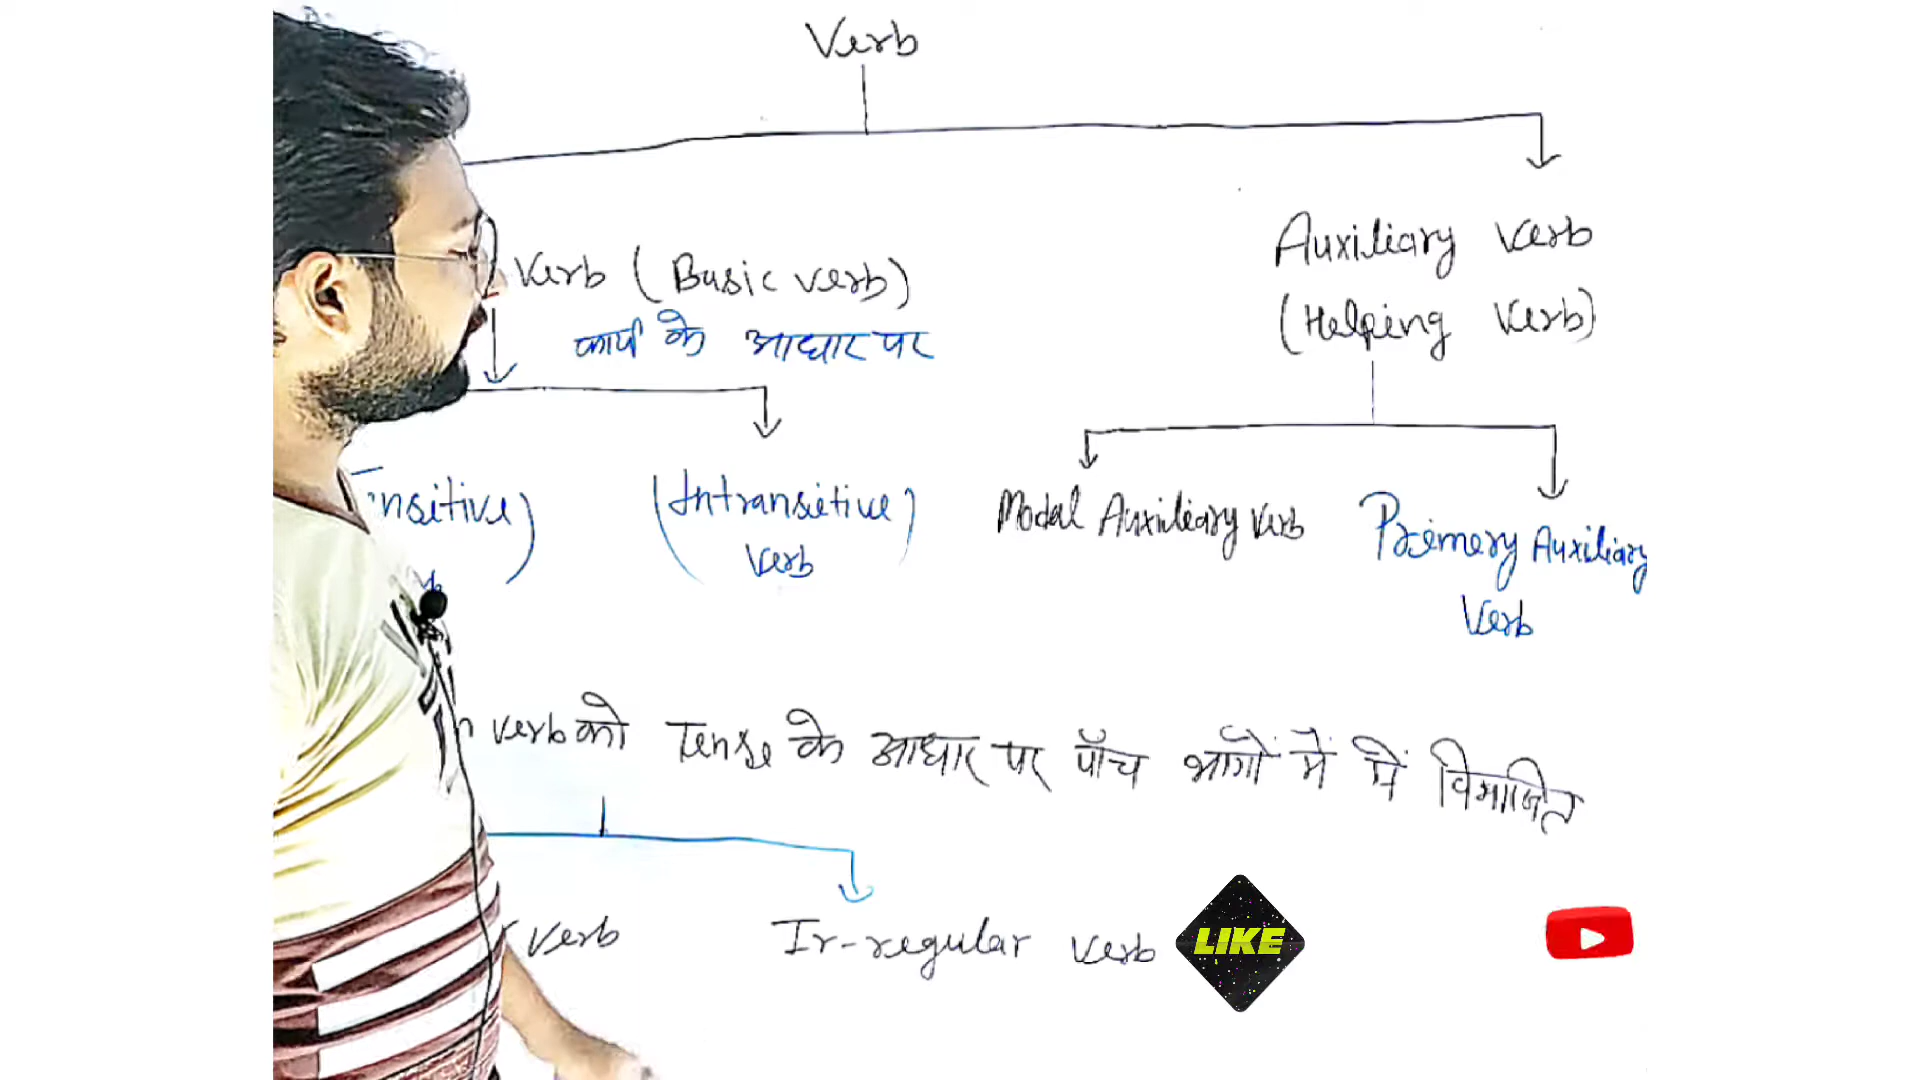 Verb
Verb (Basic verb)
Auxiliary verb
(Helping verb)
कार्य के आधार पर
nsitive)
(Intransitive)
Verb
Modal Auxiliary verb
Primery Auxiliary
Verb
verb को Tense के आधार पर पाँच भागों में में विभाजित
verb
Ir-regular verb
LIKE